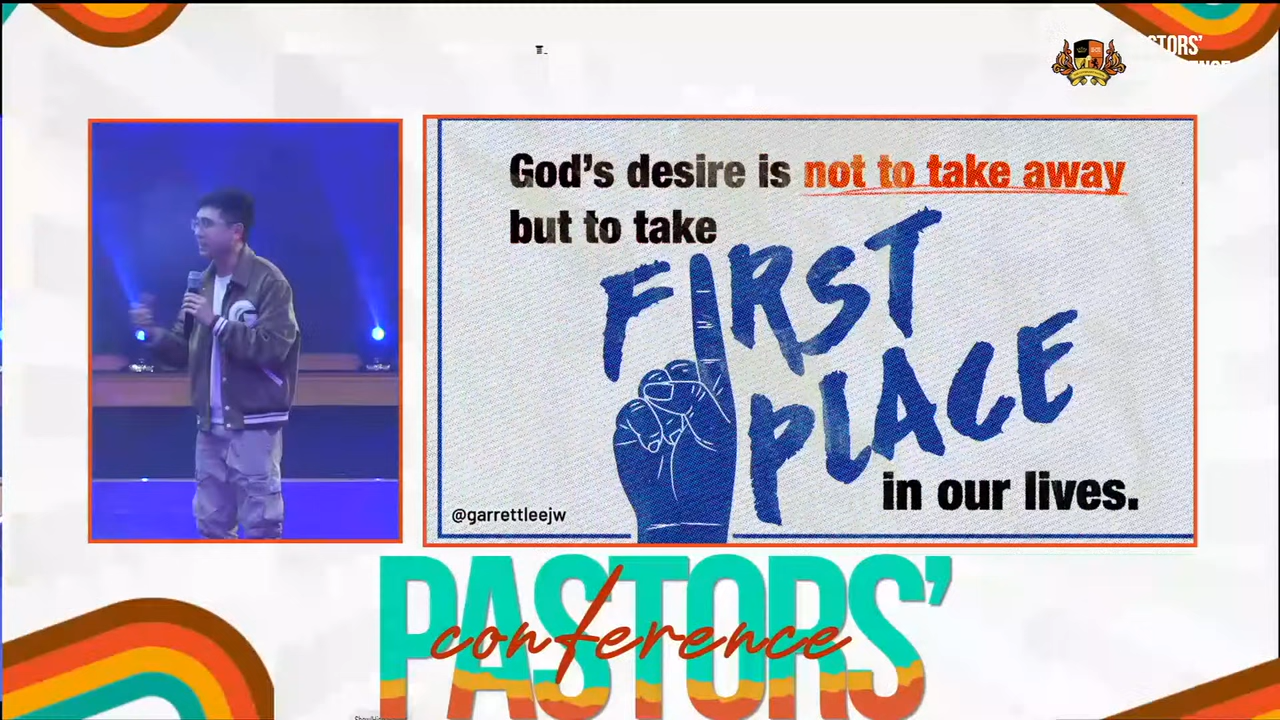 God's desire is not to take away
but to take
FIRST
PLACE
in our lives.
@garrettleejw
PASTORS'
conference